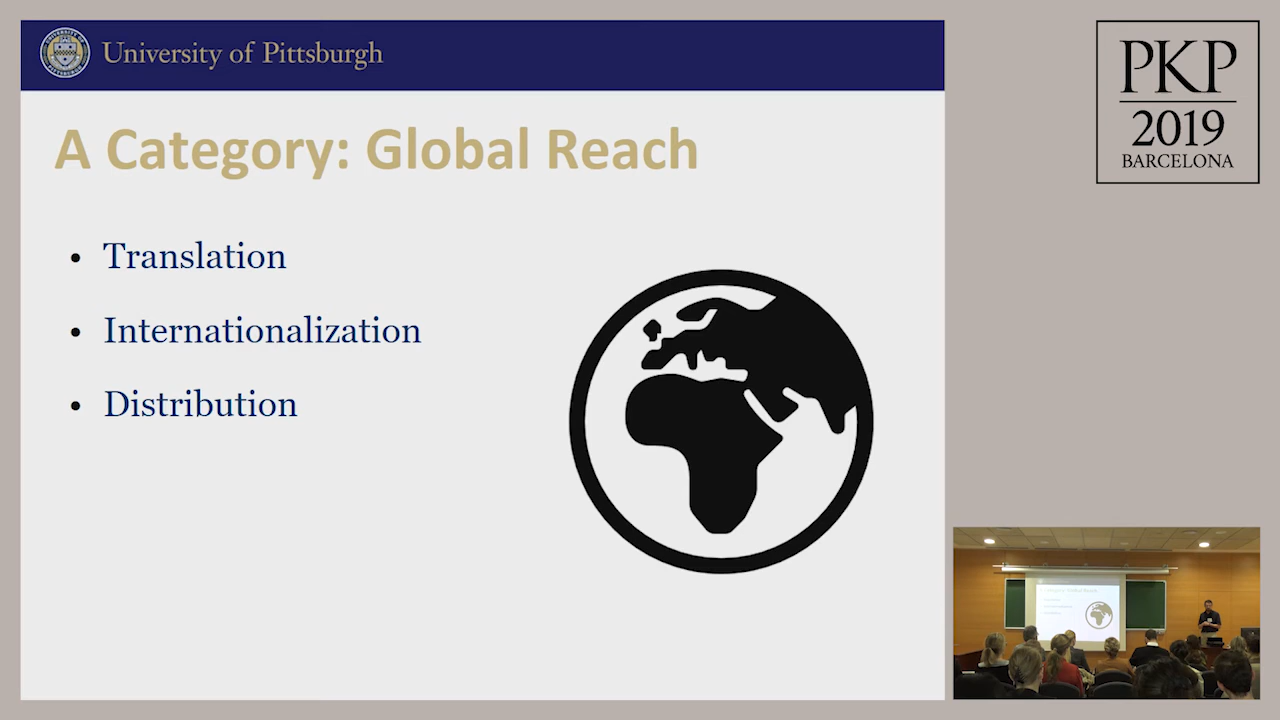 University of Pittsburgh
A Category: Global Reach
• Translation
• Internationalization
• Distribution
PKP
2019
BARCELONA